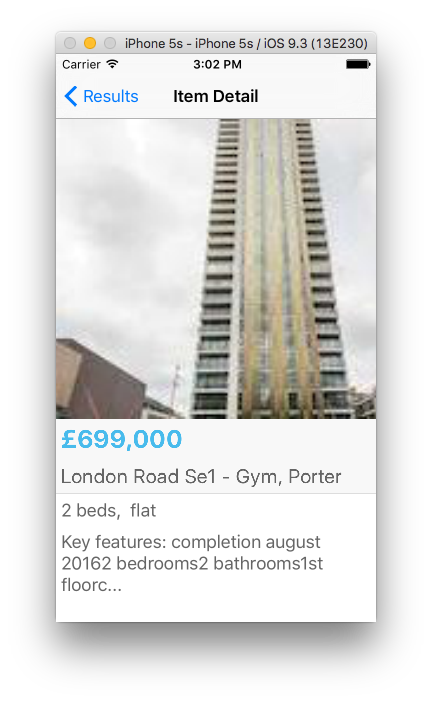 iPhone 5s - iPhone 5s / iOS 9.3 (13E230)
Carrier 3:02 PM
Results Item Detail
£699,000
London Road Se1 - Gym, Porter
2 beds,  flat
Key features: completion august
20162 bedrooms2 bathrooms1st
floorc...